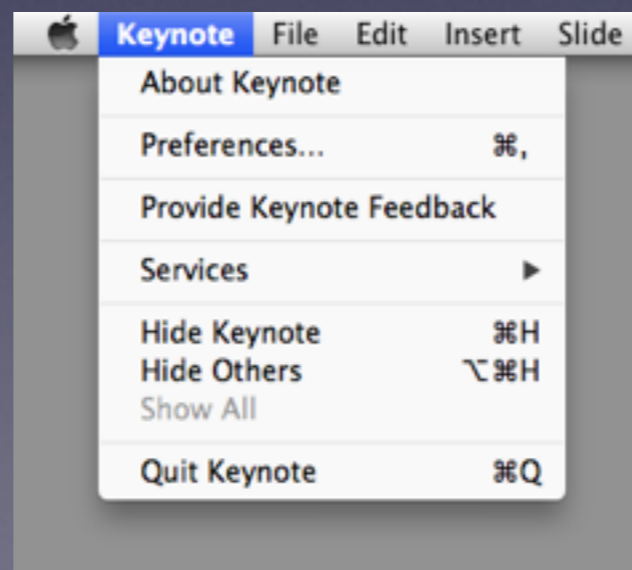 Keynote File Edit Insert Slide
About Keynote
Preferences... ⌘,
Provide Keynote Feedback
Services ▶
Hide Keynote ⌘H
Hide Others ⌥⌘H
Show All
Quit Keynote ⌘Q